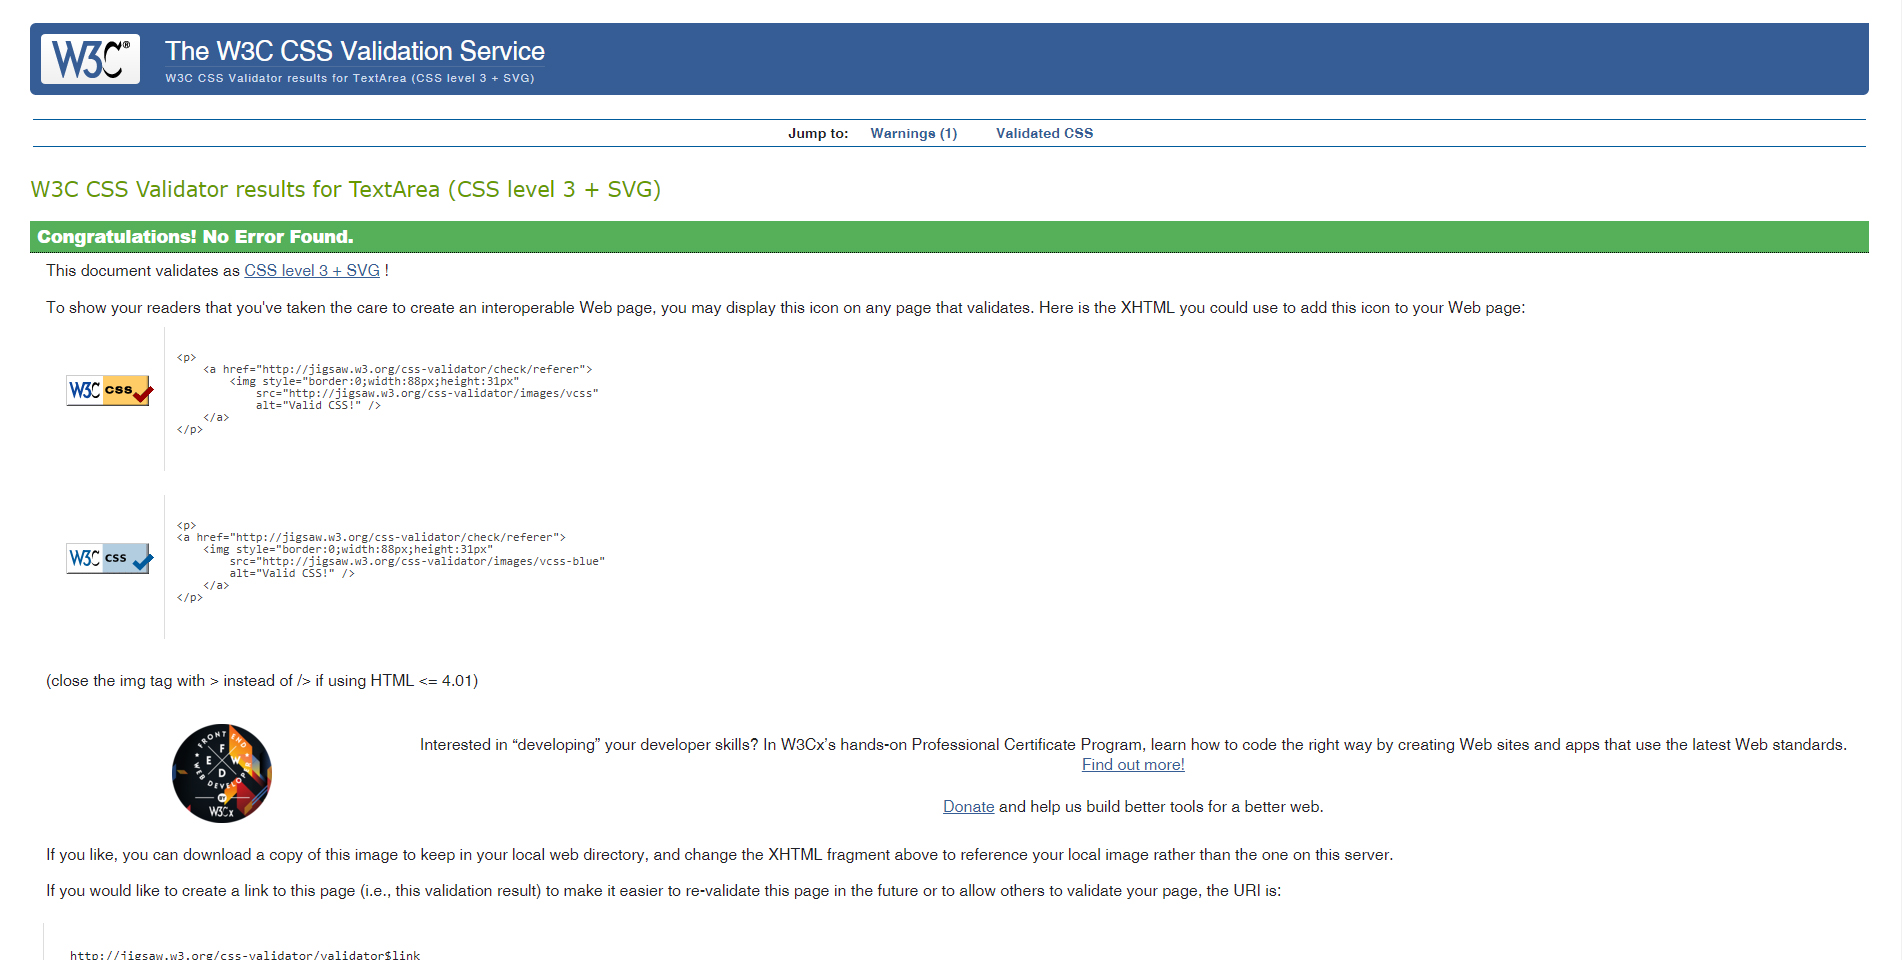 W3C®
The W3C CSS Validation Service
W3C CSS Validator results for TextArea (CSS level 3 + SVG)
Jump to: Warnings (1) Validated CSS
W3C CSS Validator results for TextArea (CSS level 3 + SVG)
Congratulations! No Error Found.
This document validates as CSS level 3 + SVG !
To show your readers that you've taken the care to create an interoperable Web page, you may display this icon on any page that validates. Here is the XHTML you could use to add this icon to your Web page:
W3C css
<p>
<a href="http://jigsaw.w3.org/css-validator/check/referer">
<img style="border:0;width:88px;height:31px"
src="http://jigsaw.w3.org/css-validator/images/vcss"
alt="Valid CSS!" />
</a>
</p>
W3C css
<p>
<a href="http://jigsaw.w3.org/css-validator/check/referer">
<img style="border:0;width:88px;height:31px"
src="http://jigsaw.w3.org/css-validator/images/vcss-blue"
alt="Valid CSS!" />
</a>
</p>
(close the img tag with > instead of /> if using HTML <= 4.01)
FRONT END
F E W D
WEB DEVELOPER
BY
W3Cx
Interested in “developing” your developer skills? In W3Cx’s hands-on Professional Certificate Program, learn how to code the right way by creating Web sites and apps that use the latest Web standards.
Find out more!
Donate and help us build better tools for a better web.
If you like, you can download a copy of this image to keep in your local web directory, and change the XHTML fragment above to reference your local image rather than the one on this server.
If you would like to create a link to this page (i.e., this validation result) to make it easier to re-validate this page in the future or to allow others to validate your page, the URI is:
http://jigsaw.w3.org/css-validator/validator$link